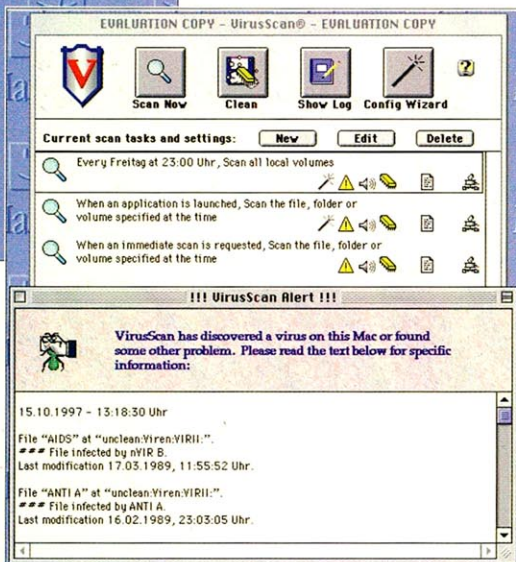 EVALUATION COPY - VirusScan® - EVALUATION COPY
Scan Now
Clean
Show Log
Config Wizard
Current scan tasks and settings:
New
Edit
Delete
Every Freitag at 23:00 Uhr, Scan all local volumes
When an application is launched, Scan the file, folder or
volume specified at the time
When an immediate scan is requested, Scan the file, folder or
volume specified at the time
!!! VirusScan Alert !!!
VirusScan has discovered a virus on this Mac or found
some other problem. Please read the text below for specific
information:
15.10.1997 - 13:18:30 Uhr
File "AIDS" at "unclean:Viren:VIRII:".
### File infected by nVIR B.
Last modification 17.03.1989, 11:55:52 Uhr.
File "ANTI A" at "unclean:Viren:VIRII:".
### File infected by ANTI A.
Last modification 16.02.1989, 23:03:05 Uhr.